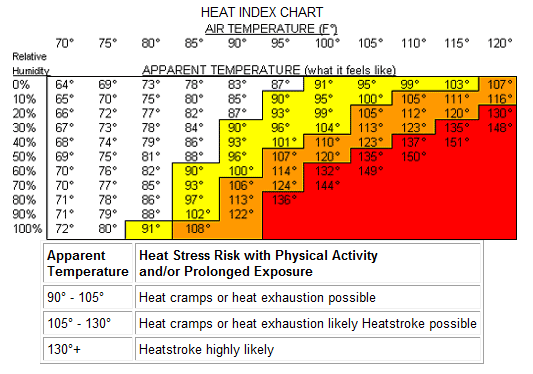 HEAT INDEX CHART
AIR TEMPERATURE (F°)
70° 75° 80° 85° 90° 95° 100° 105° 110° 115° 120°
Relative
Humidity APPARENT TEMPERATURE (what it feels like)
0% 64° 69° 73° 78° 83° 87° 91° 95° 99° 103° 107°
10% 65° 70° 75° 80° 85° 90° 95° 100° 105° 111° 116°
20% 66° 72° 77° 82° 87° 93° 99° 105° 112° 120° 130°
30% 67° 73° 78° 84° 90° 96° 104° 113° 123° 135° 148°
40% 68° 74° 79° 86° 93° 101° 110° 123° 137° 151°
50% 69° 75° 81° 88° 96° 107° 120° 135° 150°
60% 70° 76° 82° 90° 100° 114° 132° 149°
70% 70° 77° 85° 93° 106° 124° 144°
80% 71° 78° 86° 97° 113° 136°
90% 71° 79° 88° 102° 122°
100% 72° 80° 91° 108°
Apparent Heat Stress Risk with Physical Activity
Temperature and/or Prolonged Exposure
90° - 105° Heat cramps or heat exhaustion possible
105° - 130° Heat cramps or heat exhaustion likely Heatstroke possible
130°+ Heatstroke highly likely